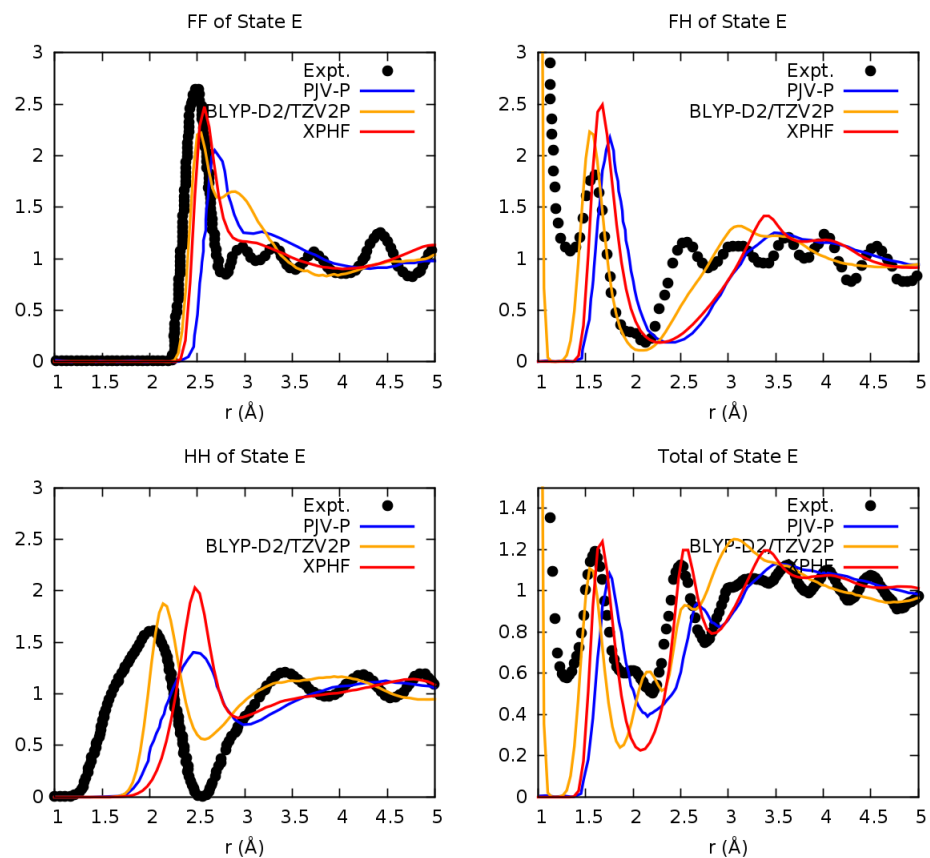 FF of State E
3
2.5
2
1.5
1
0.5
0
Expt.
PJV-P
BLYP-D2/TZV2P
XPHF
1 1.5 2 2.5 3 3.5 4 4.5 5
r (Å)
FH of State E
3
2.5
2
1.5
1
0.5
0
Expt.
PJV-P
BLYP-D2/TZV2P
XPHF
1 1.5 2 2.5 3 3.5 4 4.5 5
r (Å)
HH of State E
3
2.5
2
1.5
1
0.5
0
Expt.
PJV-P
BLYP-D2/TZV2P
XPHF
1 1.5 2 2.5 3 3.5 4 4.5 5
r (Å)
Total of State E
1.4
1.2
1
0.8
0.6
0.4
0.2
0
Expt.
PJV-P
BLYP-D2/TZV2P
XPHF
1 1.5 2 2.5 3 3.5 4 4.5 5
r (Å)